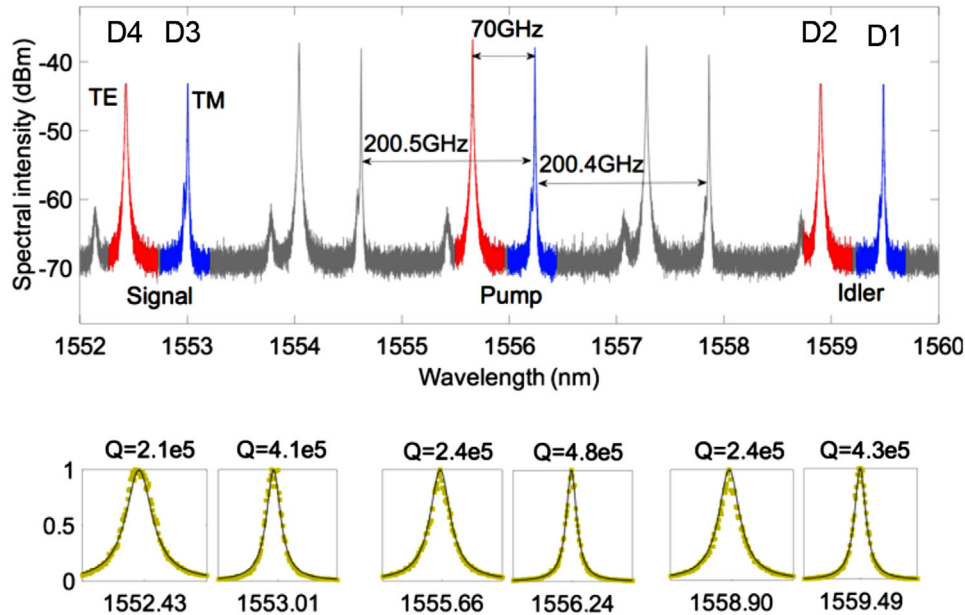 D4 D3 D2 D1
70GHz
-40
TE TM
Spectral intensity (dBm)
-50
200.5GHz
200.4GHz
-60
-70
Signal Pump Idler
1552 1553 1554 1555 1556 1557 1558 1559 1560
Wavelength (nm)
Q=2.1e5 Q=4.1e5 Q=2.4e5 Q=4.8e5 Q=2.4e5 Q=4.3e5
1
0.5
0
1552.43 1553.01 1555.66 1556.24 1558.90 1559.49